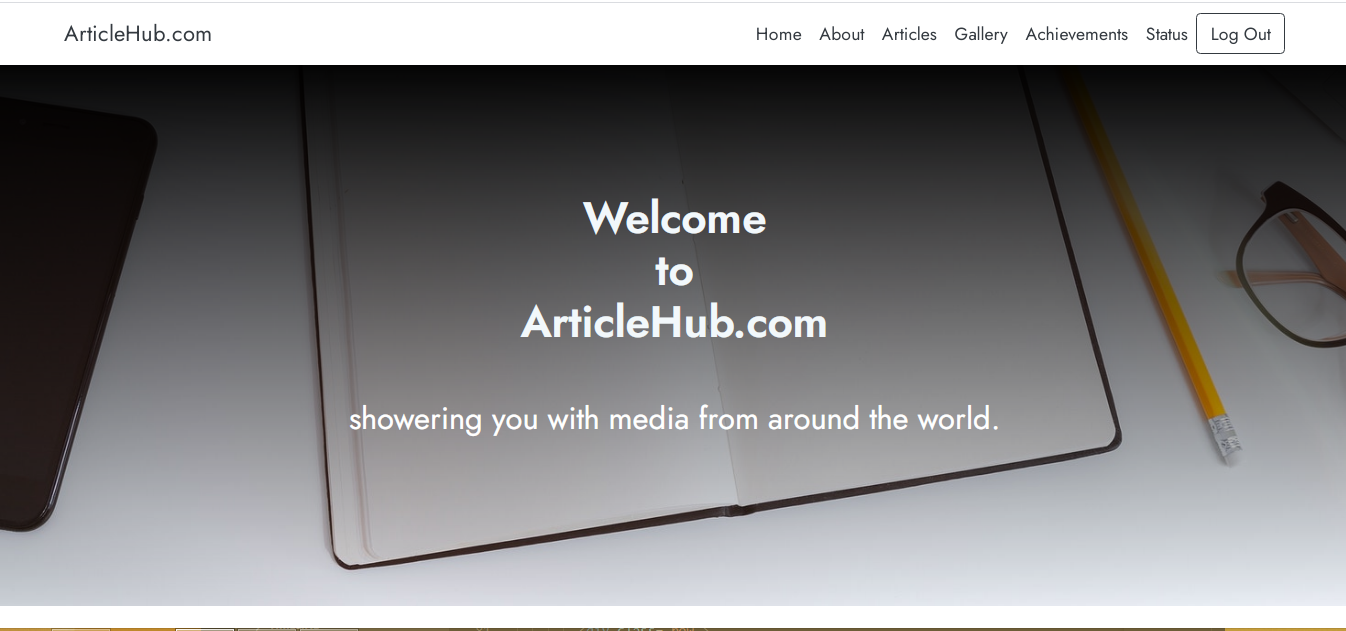 ArticleHub.com
Home About Articles Gallery Achievements Status Log Out
Welcome
to
ArticleHub.com
showering you with media from around the world.